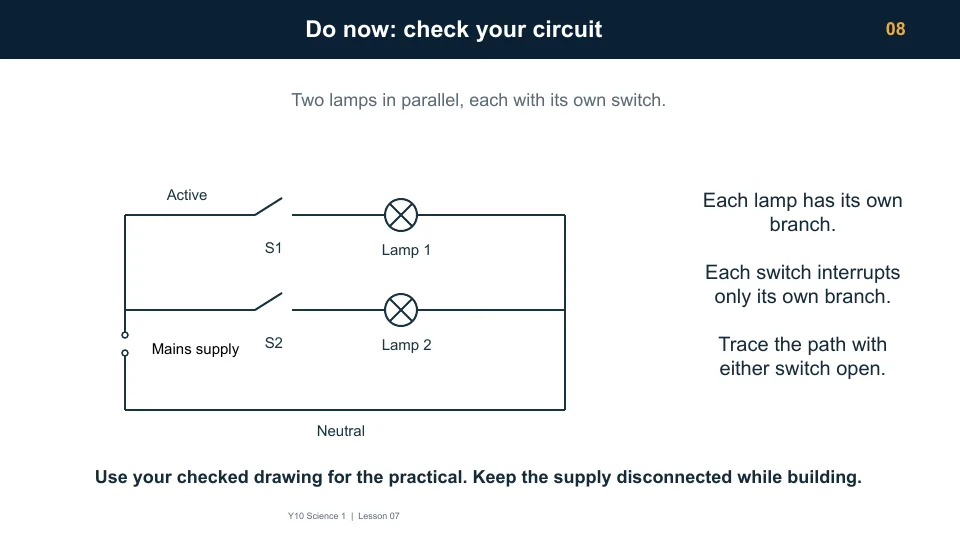 Do now: check your circuit
08
Two lamps in parallel, each with its own switch.
Active
S1
Lamp 1
S2
Lamp 2
Mains supply
Neutral
Each lamp has its own
branch.
Each switch interrupts
only its own branch.
Trace the path with
either switch open.
Use your checked drawing for the practical. Keep the supply disconnected while building.
Y10 Science 1 | Lesson 07